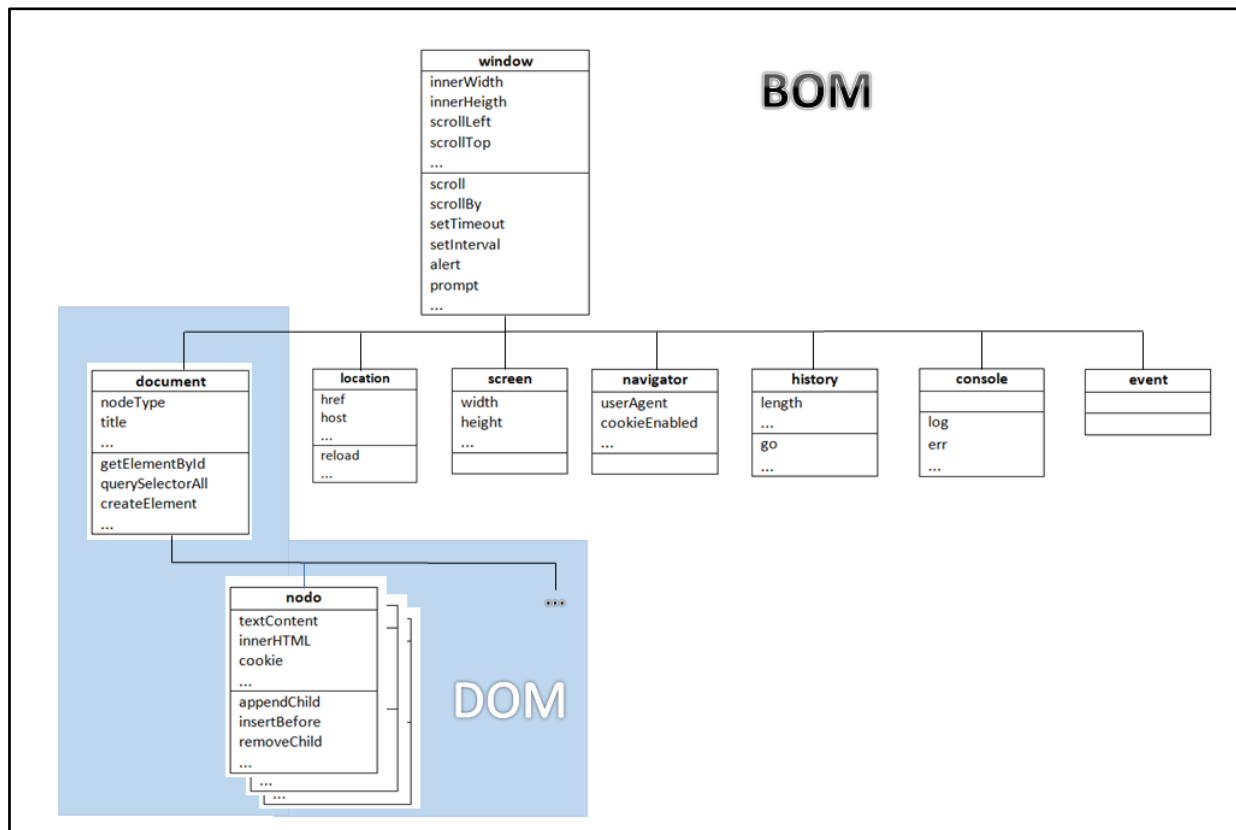 window
innerWidth
innerHeigth
scrollLeft
scrollTop
...
scroll
scrollBy
setTimeout
setInterval
alert
prompt
...
BOM
document
nodeType
title
...
getElementById
querySelectorAll
createElement
...
location
href
host
...
reload
...
screen
width
height
...
navigator
userAgent
cookieEnabled
...
history
length
...
go
...
console
log
err
...
event
nodo
textContent
innerHTML
cookie
...
appendChild
insertBefore
removeChild
...
...
...
...
DOM